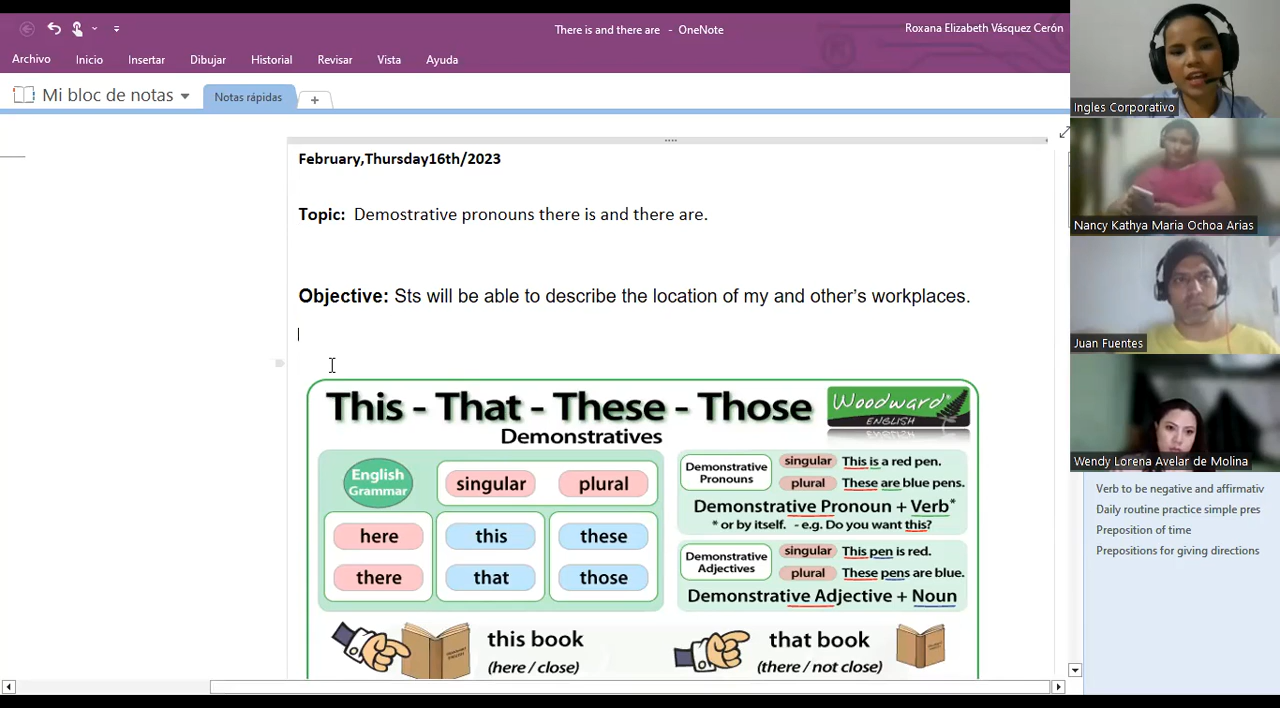 There is and there are - OneNote
Roxana Elizabeth Vásquez Cerón
Archivo Inicio Insertar Dibujar Historial Revisar Vista Ayuda
Mi bloc de notas Notas rápidas
February,Thursday16th/2023
Topic: Demostrative pronouns there is and there are.
Objective: Sts will be able to describe the location of my and other's workplaces.
This - That - These - Those
Woodward
ENGLISH
Demonstratives
English
Grammar
singular plural
here this these
there that those
Demonstrative
Pronouns
singular This is a red pen.
plural These are blue pens.
Demonstrative Pronoun + Verb*
* or by itself. - e.g. Do you want this?
Demonstrative
Adjectives
singular This pen is red.
plural These pens are blue.
Demonstrative Adjective + Noun
this book
(here / close)
that book
(there / not close)
Ingles Corporativo
Nancy Kathya Maria Ochoa Arias
Juan Fuentes
Wendy Lorena Avelar de Molina
Verb to be negative and affirmativ
Daily routine practice simple pres
Preposition of time
Prepositions for giving directions